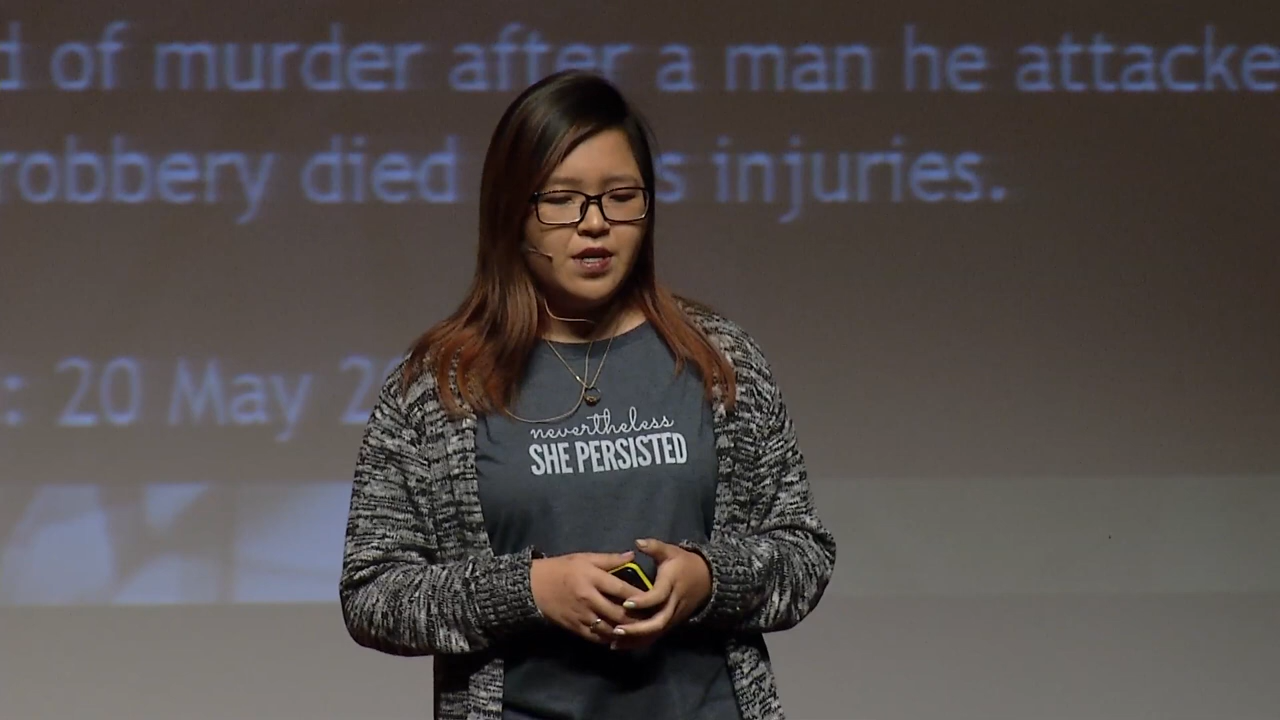 d of murder after a man he attacke
robbery died s injuries.
: 20 May 2
nevertheless
SHE PERSISTED